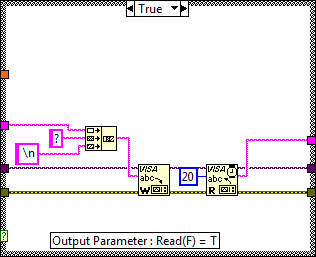 True
?
\n
VISA
abc
W
20
VISA
abc
R
?
Output Parameter : Read(F) = T